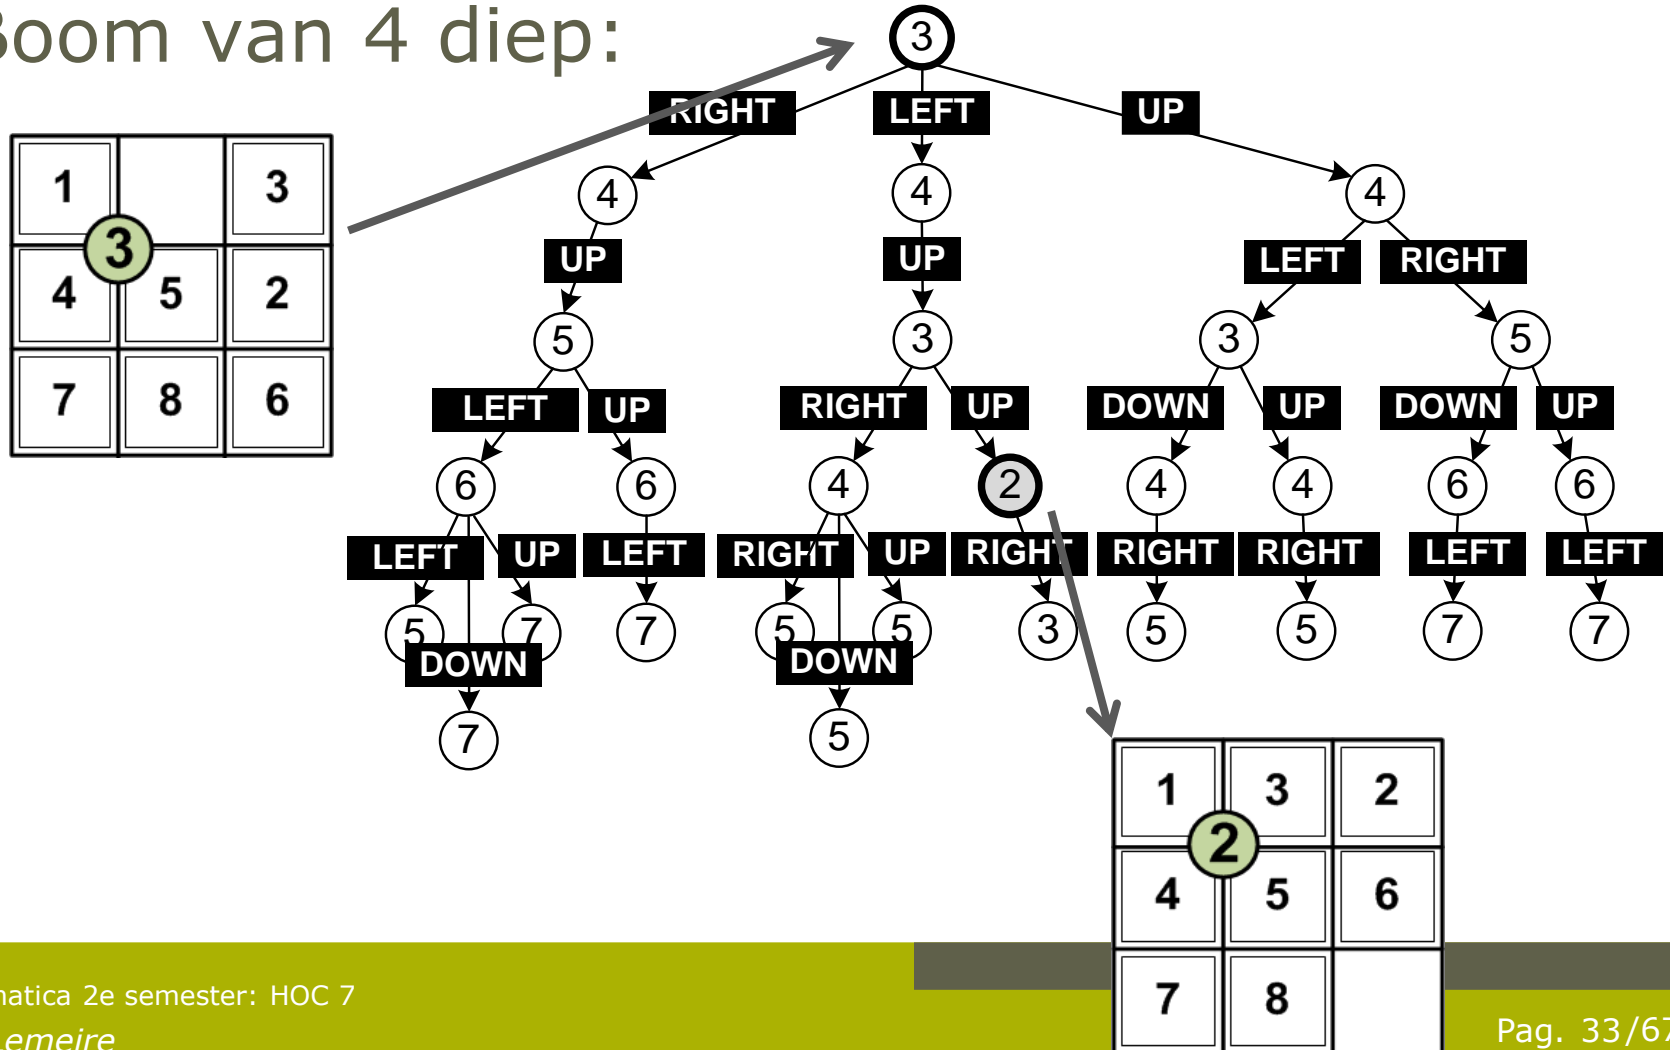 Boom van 4 diep:
3
RIGHT LEFT UP
1 3
3
4 5 2
7 8 6
4 4 4
UP UP LEFT RIGHT
5 3 3 5
LEFT UP RIGHT UP DOWN UP DOWN UP
6 6 4 2 4 4 6 6
LEFT UP LEFT RIGHT UP RIGHT RIGHT RIGHT LEFT LEFT
5 7 7 5 5 3 5 5 7 7
DOWN DOWN
7 5
1 3 2
2
4 5 6
7 8
matica 2e semester: HOC 7
emeire
Pag. 33/67